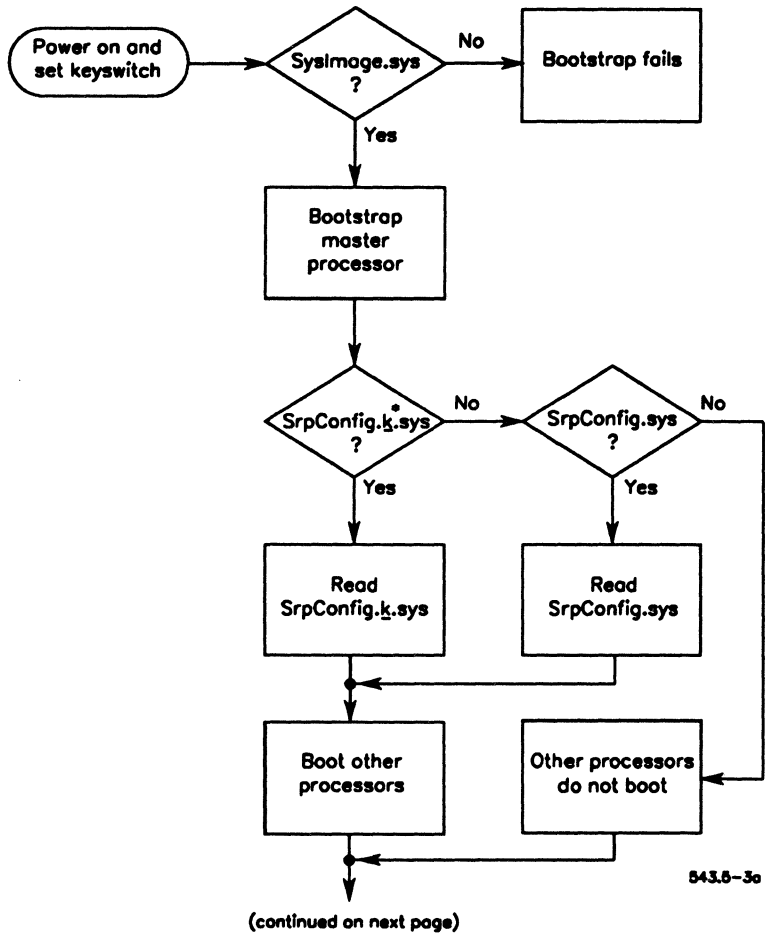 Power on and
set keyswitch
SysImage.sys
?
No
Bootstrap fails
Yes
Bootstrap
master
processor
SrpConfig.k*.sys
?
No
SrpConfig.sys
?
No
Yes
Yes
Read
SrpConfig.k.sys
Read
SrpConfig.sys
Boot other
processors
Other processors
do not boot
543.5-3a
(continued on next page)